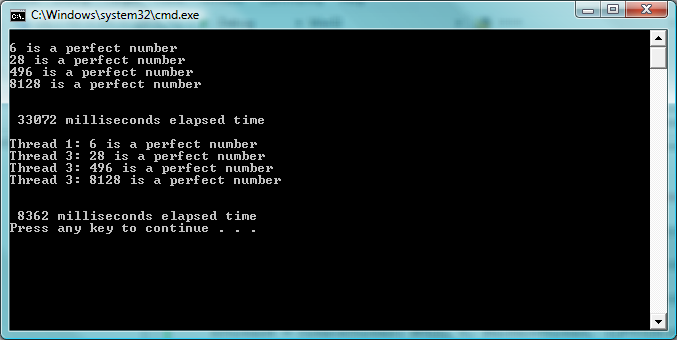 C:\Windows\system32\cmd.exe
6 is a perfect number
28 is a perfect number
496 is a perfect number
8128 is a perfect number
33072 milliseconds elapsed time
Thread 1: 6 is a perfect number
Thread 3: 28 is a perfect number
Thread 3: 496 is a perfect number
Thread 3: 8128 is a perfect number
8362 milliseconds elapsed time
Press any key to continue . . .